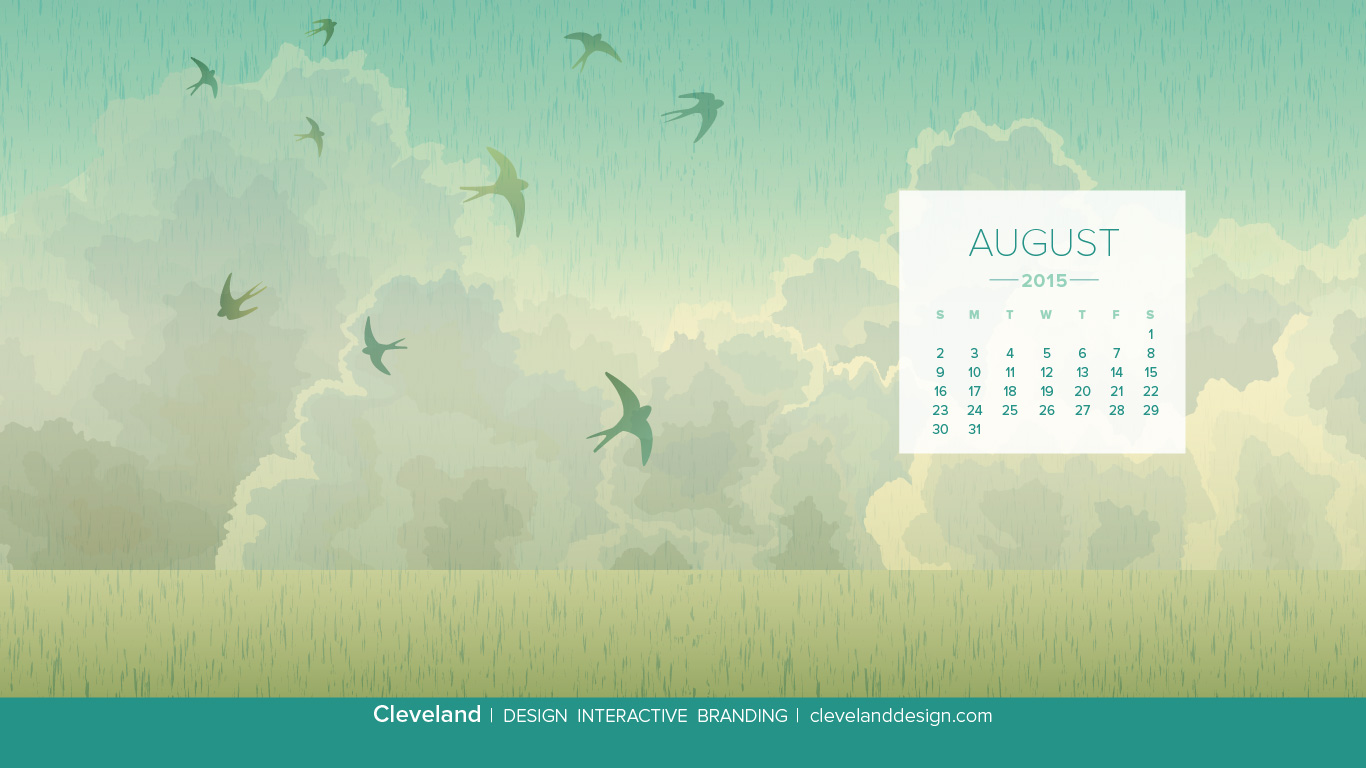 AUGUST
2015
S M T W T F S
1
2 3 4 5 6 7 8
9 10 11 12 13 14 15
16 17 18 19 20 21 22
23 24 25 26 27 28 29
30 31
Cleveland | DESIGN INTERACTIVE BRANDING | clevelanddesign.com